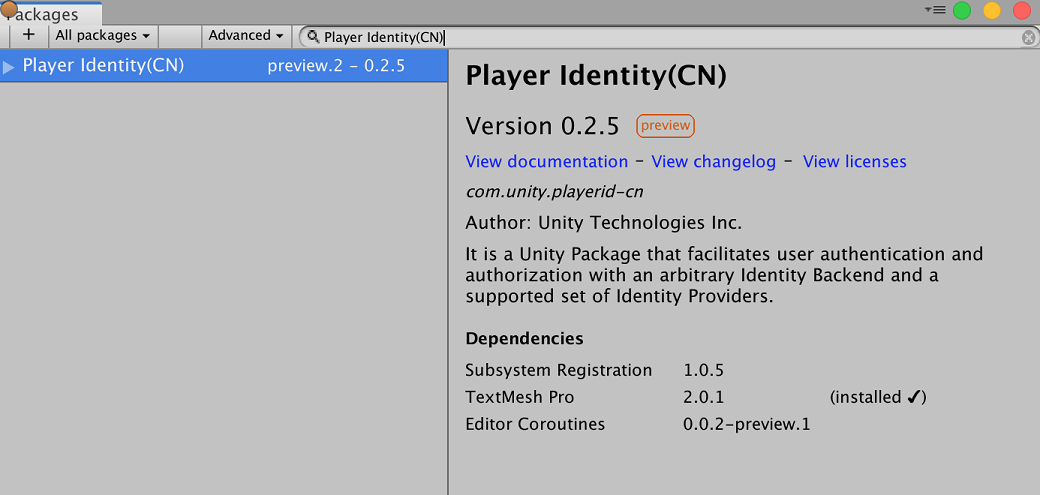 Packages
+ All packages Advanced Player Identity(CN)
Player Identity(CN) preview.2 - 0.2.5
Player Identity(CN)
Version 0.2.5 preview
View documentation - View changelog - View licenses
com.unity.playerid-cn
Author: Unity Technologies Inc.
It is a Unity Package that facilitates user authentication and
authorization with an arbitrary Identity Backend and a
supported set of Identity Providers.
Dependencies
Subsystem Registration 1.0.5
TextMesh Pro 2.0.1 (installed ✔)
Editor Coroutines 0.0.2-preview.1